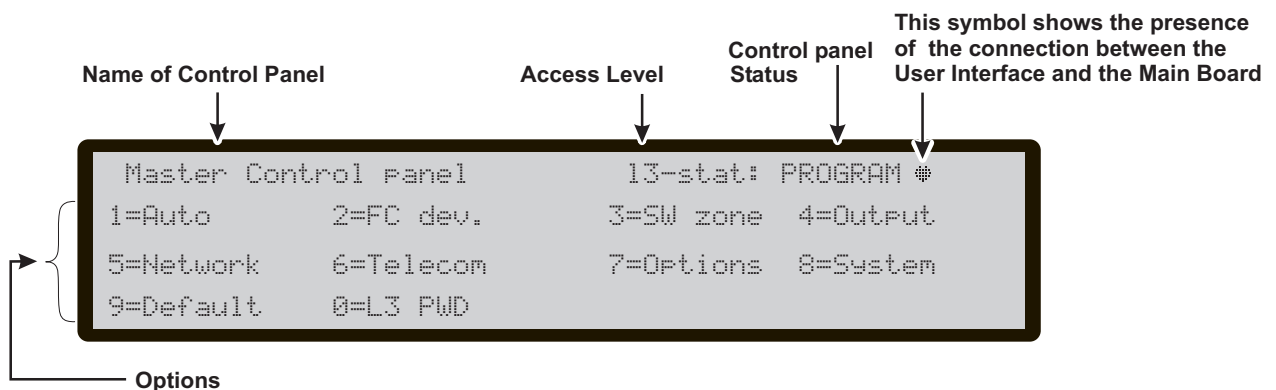 This symbol shows the presence
of the connection between the
User Interface and the Main Board
Control panel
Status
Name of Control Panel
Access Level
Master Control panel l3-stat: PROGRAM
1=Auto 2=FC dev. 3=SW zone 4=Output
5=Network 6=Telecom 7=Options 8=System
9=Default 0=L3 PWD
Options